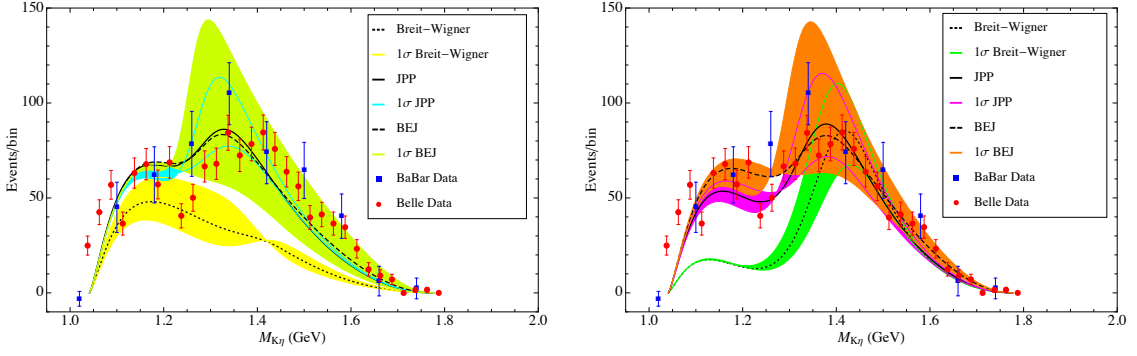 Breit−Wigner
1σ Breit−Wigner
JPP
1σ JPP
BEJ
1σ BEJ
BaBar Data
Belle Data
Events/bin
150
100
50
0
1.0 1.2 1.4 1.6 1.8 2.0
MKη (GeV)
Breit−Wigner
1σ Breit−Wigner
JPP
1σ JPP
BEJ
1σ BEJ
BaBar Data
Belle Data
Events/bin
150
100
50
0
1.0 1.2 1.4 1.6 1.8 2.0
MKη (GeV)